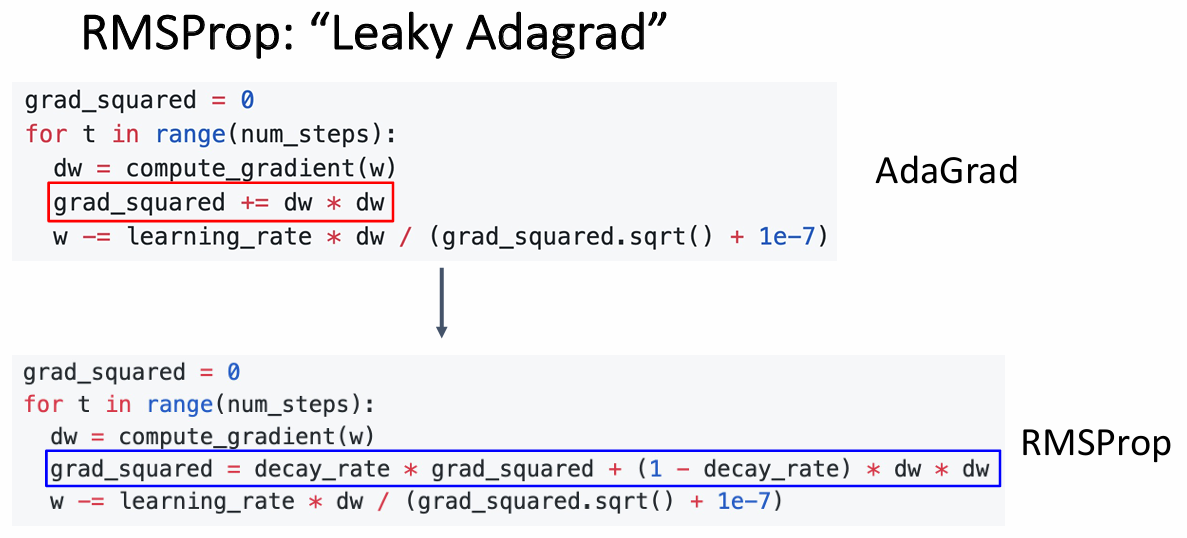 RMSProp: “Leaky Adagrad”
grad_squared = 0
for t in range(num_steps):
  dw = compute_gradient(w)
  grad_squared += dw * dw
  w -= learning_rate * dw / (grad_squared.sqrt() + 1e-7)
AdaGrad
grad_squared = 0
for t in range(num_steps):
  dw = compute_gradient(w)
  grad_squared = decay_rate * grad_squared + (1 - decay_rate) * dw * dw
  w -= learning_rate * dw / (grad_squared.sqrt() + 1e-7)
RMSProp